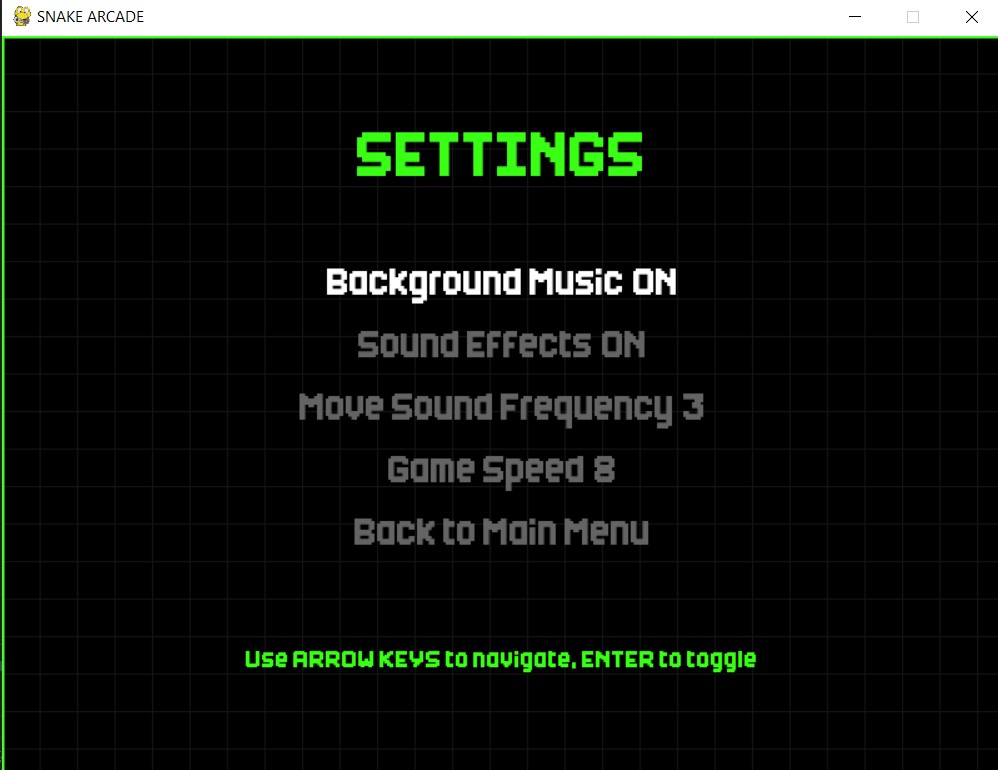 SNAKE ARCADE
SETTINGS
Background Music ON
Sound Effects ON
Move Sound Frequency 3
Game Speed 8
Back to Main Menu
Use ARROW KEYS to navigate, ENTER to toggle